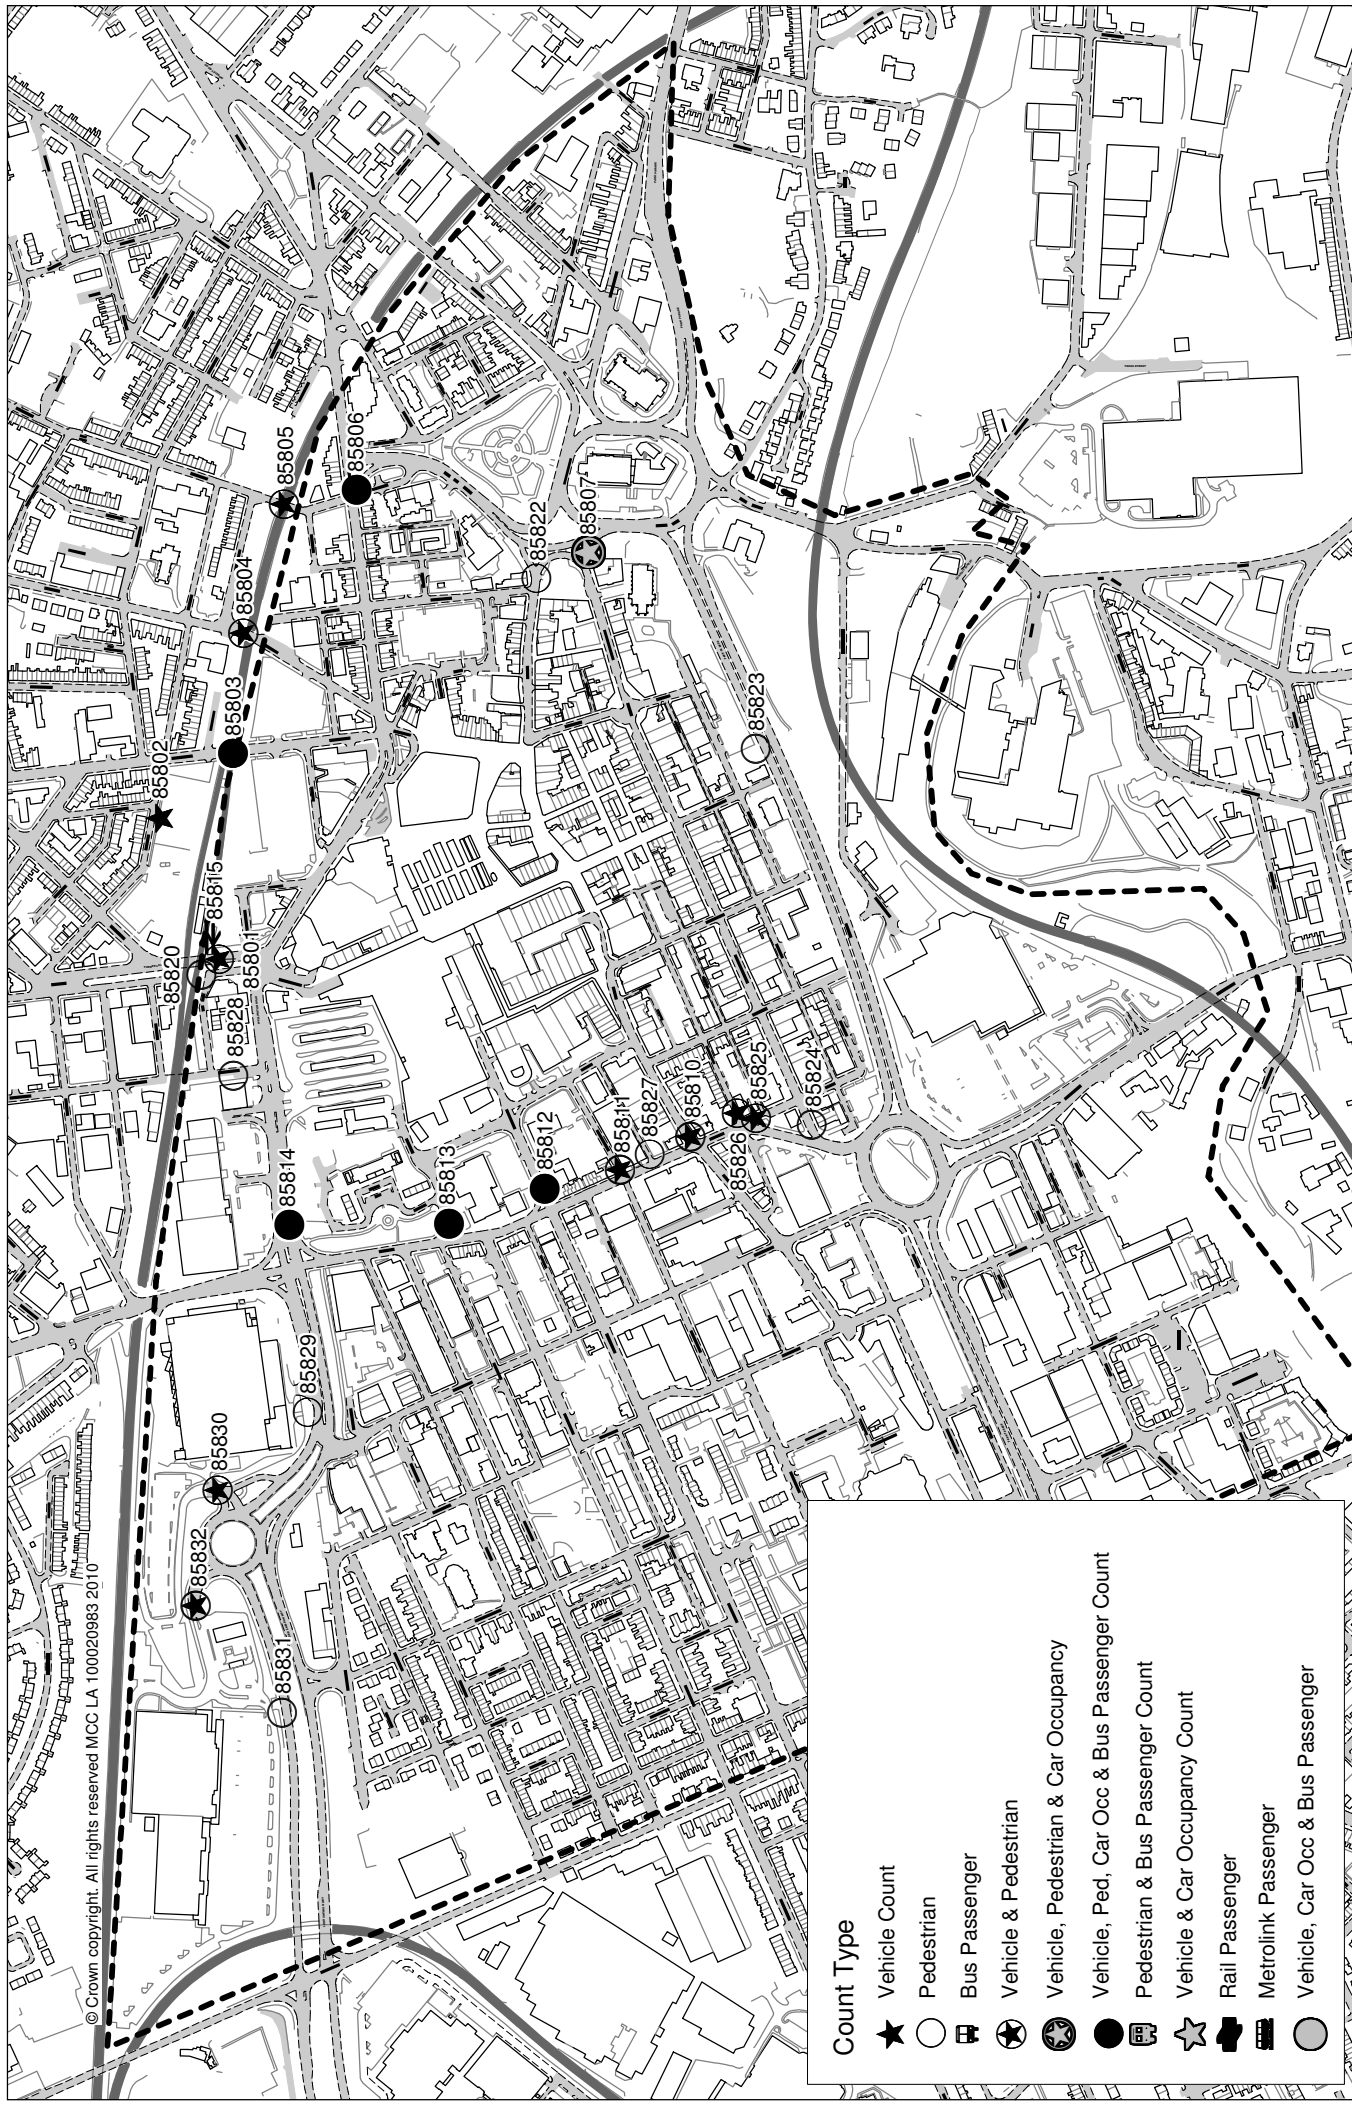 © Crown copyright. All rights reserved MCC LA 100020983 2010
85832
85830
85831
85829
85814
85813
85812
85828
85820
85801
85815
85802
85803
85804
85805
85806
85822
85807
85823
85811
85827
85810
85826
85825
85824
Count Type
Vehicle Count
Pedestrian
Bus Passenger
Vehicle & Pedestrian
Vehicle, Pedestrian & Car Occupancy
Vehicle, Ped, Car Occ & Bus Passenger Count
Pedestrian & Bus Passenger Count
Vehicle & Car Occupancy Count
Rail Passenger
Metrolink Passenger
Vehicle, Car Occ & Bus Passenger